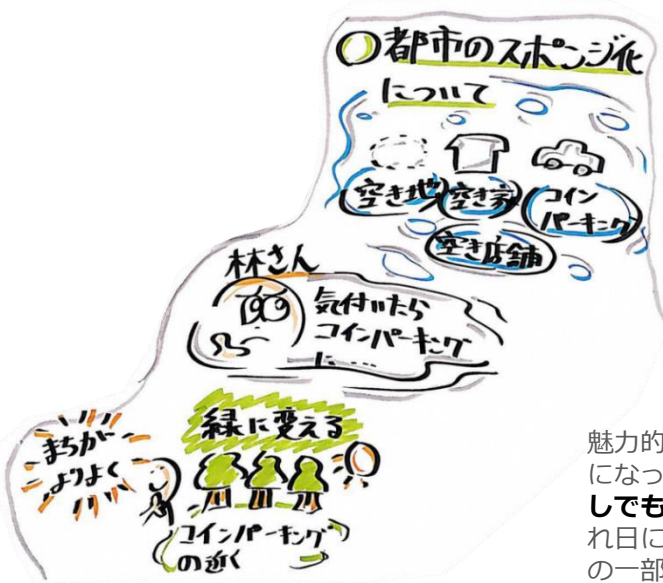 都市のスポンジ化
について
空き地 空き家 コイン
パーキング
空き店舗
林さん
気付いたら
コインパーキング
に…
緑に変える
まちが
よりよく
コインパーキング
の近く
魅力的
になっ
しでも
れ日に
の一部